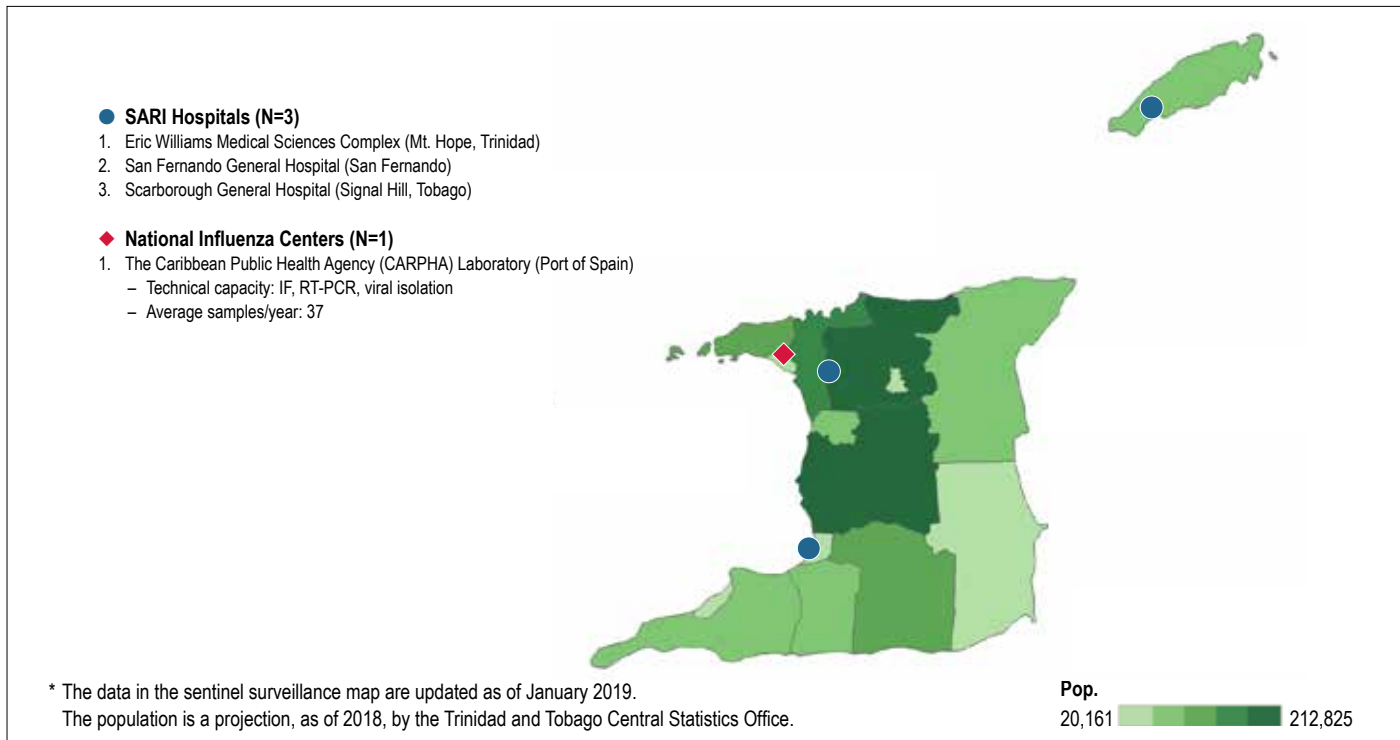 SARI Hospitals (N=3)
1. Eric Williams Medical Sciences Complex (Mt. Hope, Trinidad)
2. San Fernando General Hospital (San Fernando)
3. Scarborough General Hospital (Signal Hill, Tobago)
National Influenza Centers (N=1)
1. The Caribbean Public Health Agency (CARPHA) Laboratory (Port of Spain)
– Technical capacity: IF, RT-PCR, viral isolation
– Average samples/year: 37
* The data in the sentinel surveillance map are updated as of January 2019.
The population is a projection, as of 2018, by the Trinidad and Tobago Central Statistics Office.
Pop.
20,161 212,825